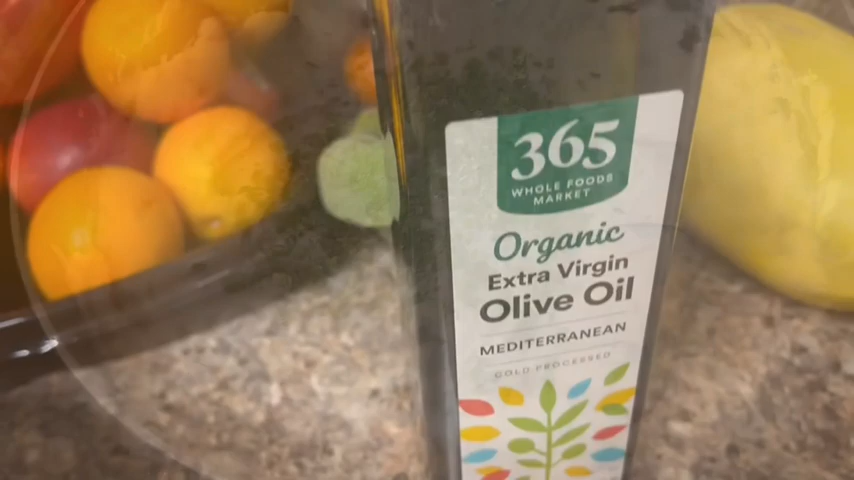 365
WHOLE FOODS
MARKET
Organic
Extra Virgin
Olive Oil
MEDITERRANEAN
COLD PROCESSED